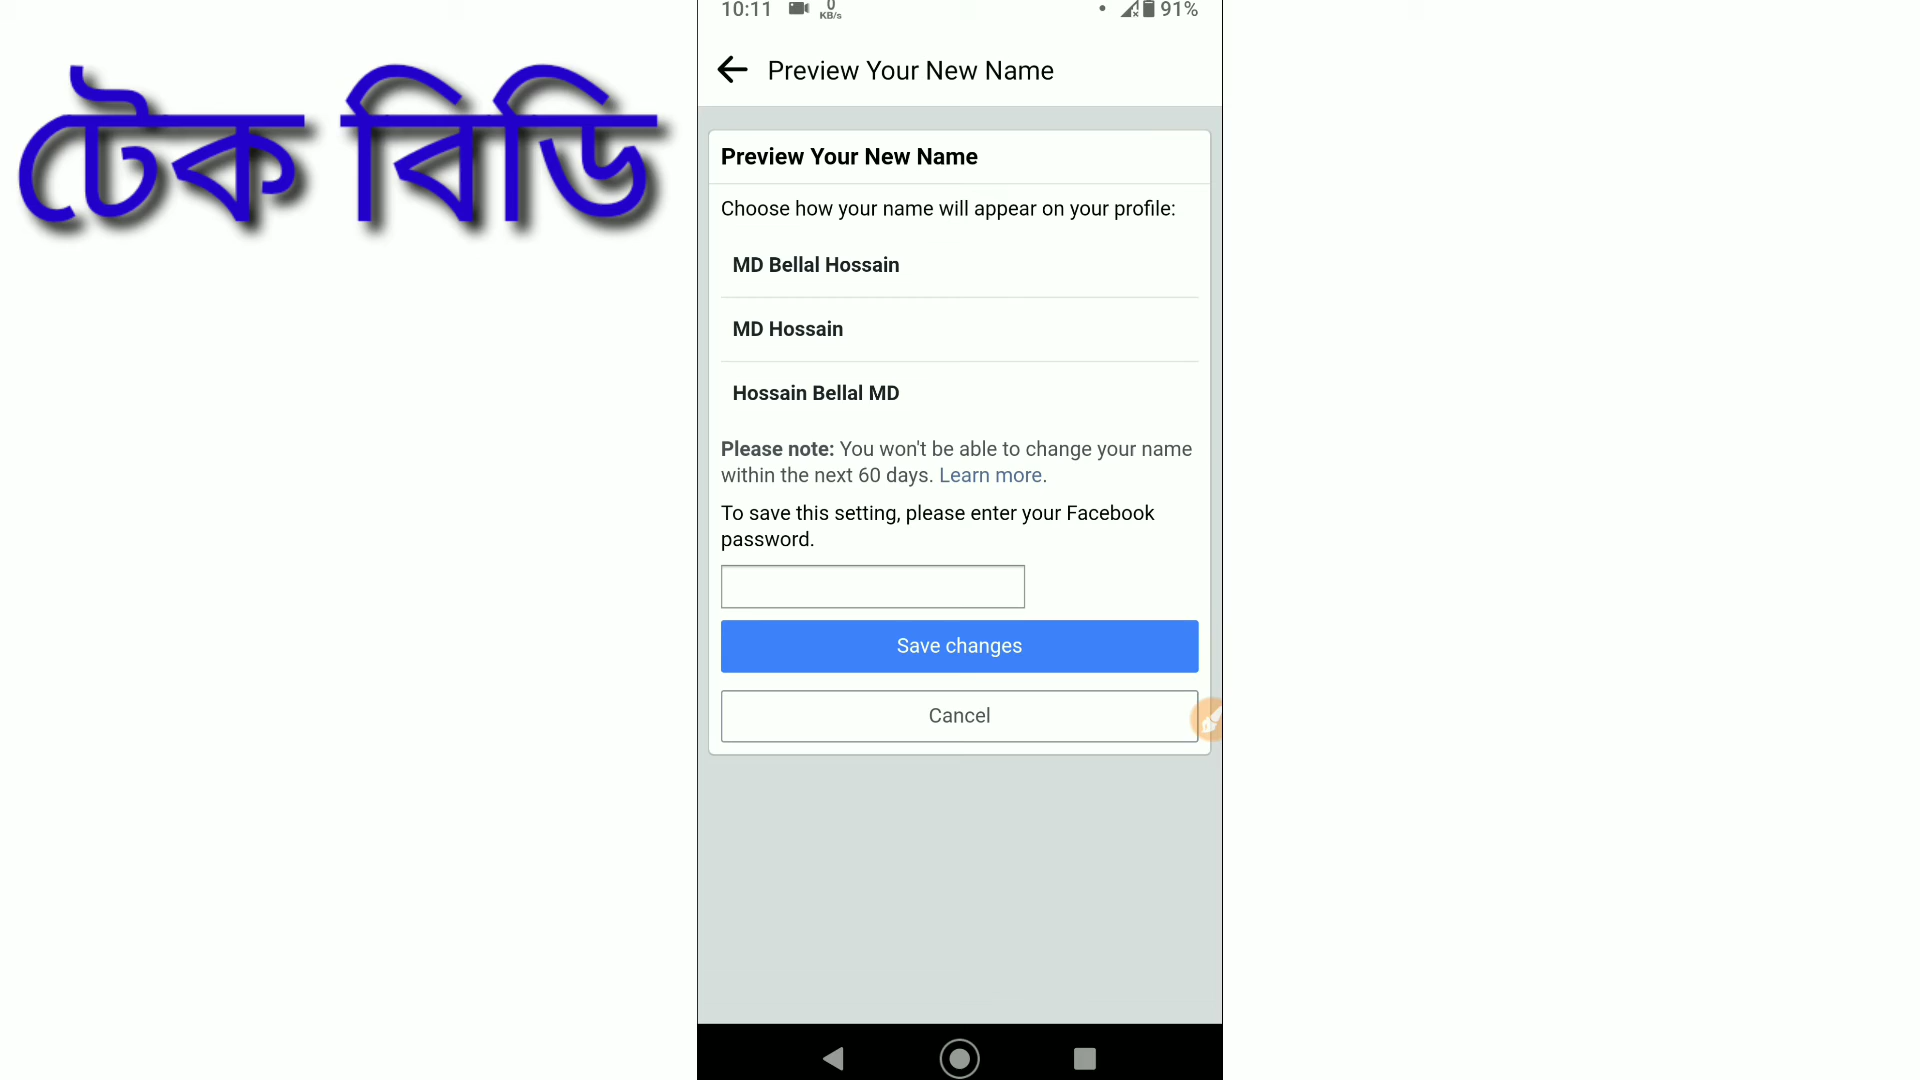 টেক বিডি
10:11 0 KB/s 91%
Preview Your New Name
Preview Your New Name
Choose how your name will appear on your profile:
MD Bellal Hossain
MD Hossain
Hossain Bellal MD
Please note: You won't be able to change your name
within the next 60 days. Learn more.
To save this setting, please enter your Facebook
password.
Save changes
Cancel